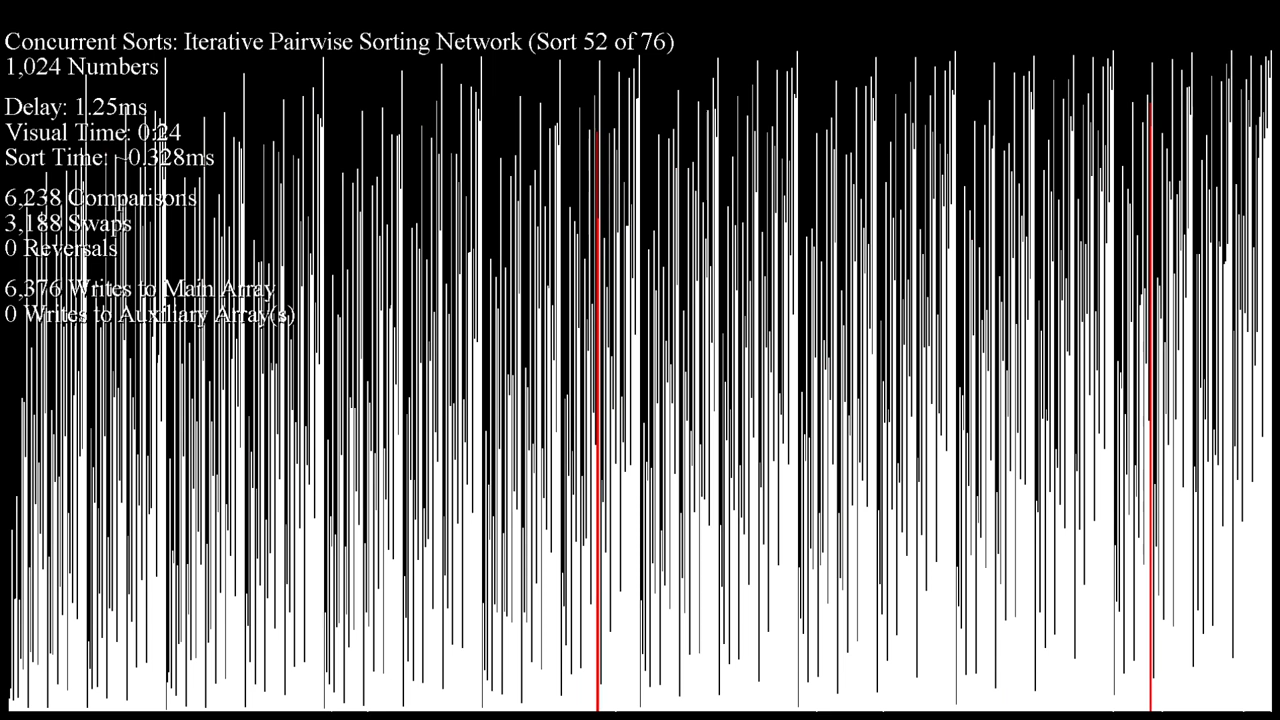 Concurrent Sorts: Iterative Pairwise Sorting Network (Sort 52 of 76)
1,024 Numbers
Delay: 1.25ms
Visual Time: 0:24
Sort Time: ~0.328ms
6,238 Comparisons
3,188 Swaps
0 Reversals
6,376 Writes to Main Array
0 Writes to Auxiliary Array(s)